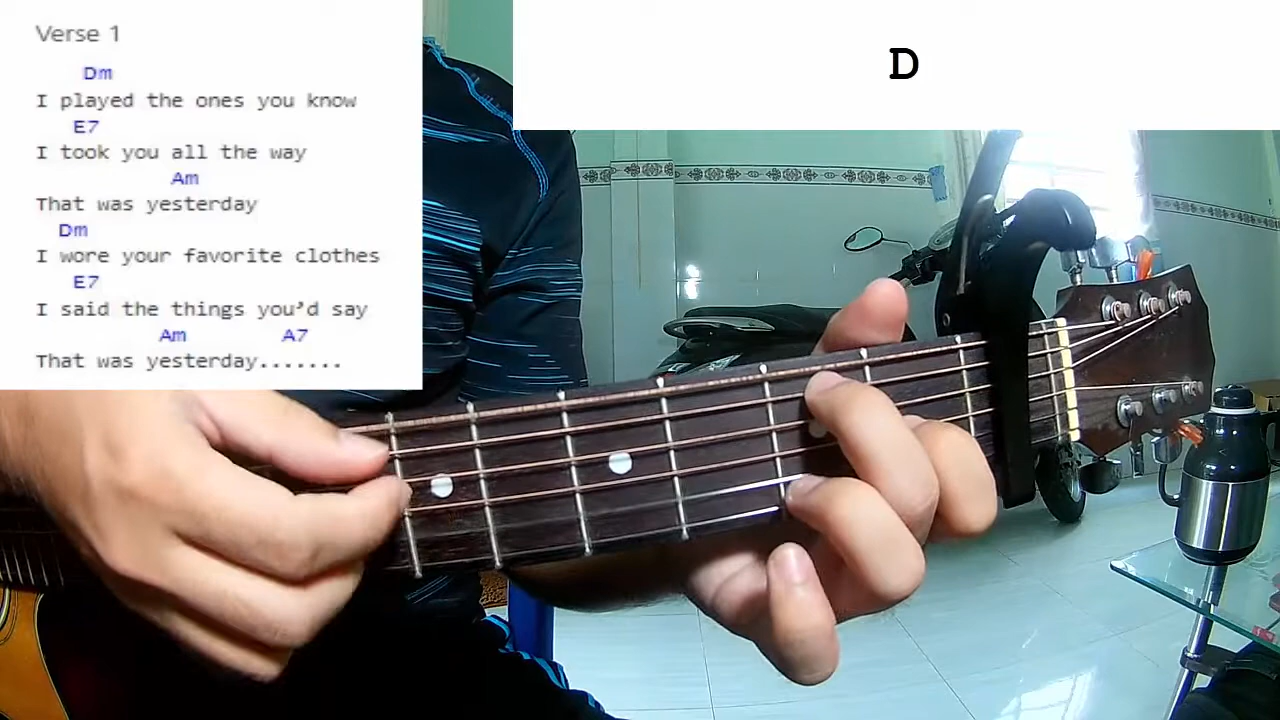 Verse 1
Dm
I played the ones you know
E7
I took you all the way
Am
That was yesterday
Dm
I wore your favorite clothes
E7
I said the things you’d say
Am A7
That was yesterday.......
D